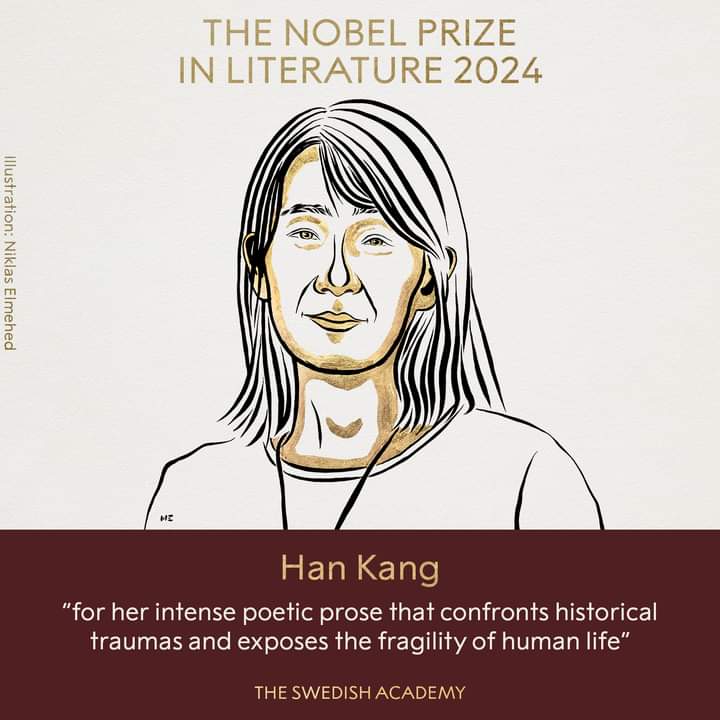 THE NOBEL PRIZE
IN LITERATURE 2024
Illustration: Niklas Elmehed
NE
Han Kang
“for her intense poetic prose that confronts historical
traumas and exposes the fragility of human life”
THE SWEDISH ACADEMY